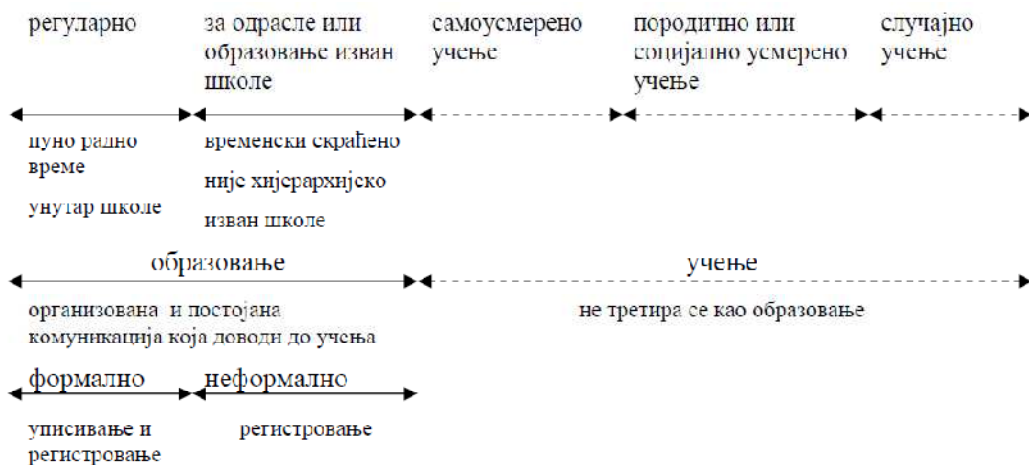 регуларно
за одрасле или
образовање изван
школе
самоусмерено
учење
породично или
социјално усмерено
учење
случајно
учење
пуно радно
време
унутар школе
временски скраћено
није хијерархијско
изван школе
образовање
учење
организована и постојана
комуникација која доводи до учења
не третира се као образовање
формално
неформално
уписивање и
регистровање
регистровање